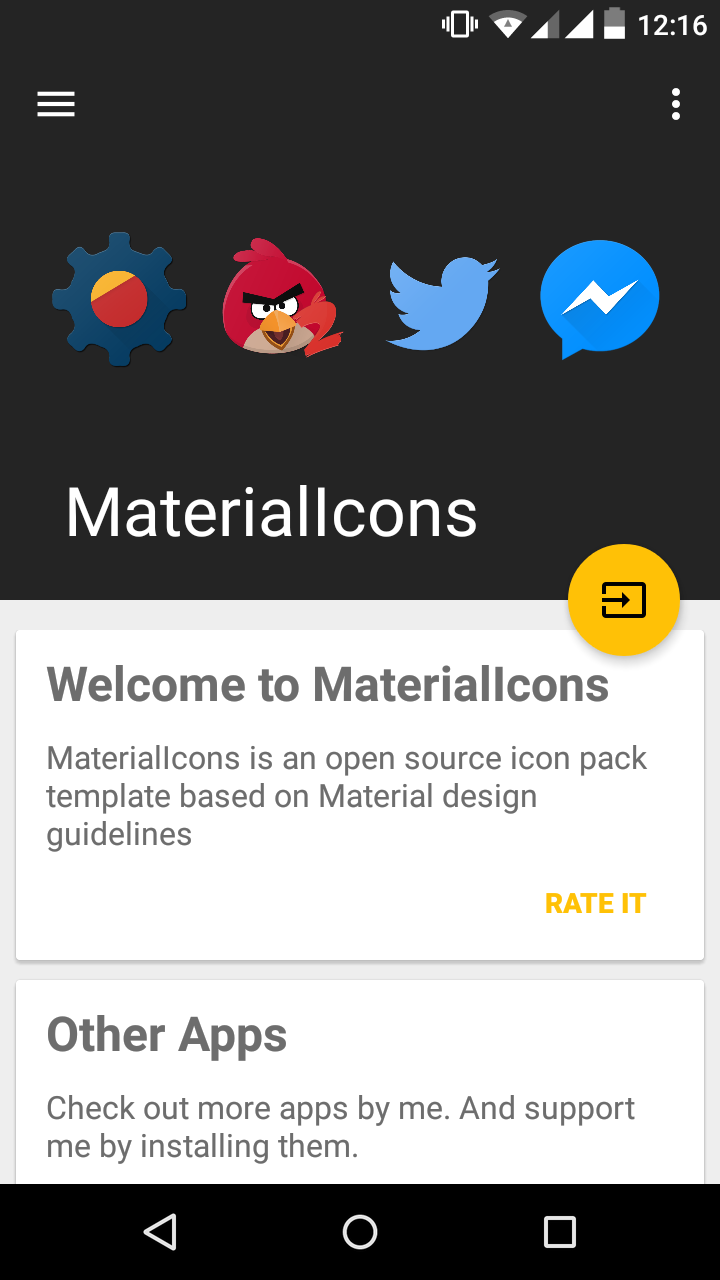 12:16
MaterialIcons
Welcome to MaterialIcons
MaterialIcons is an open source icon pack
template based on Material design
guidelines
RATE IT
Other Apps
Check out more apps by me. And support
me by installing them.